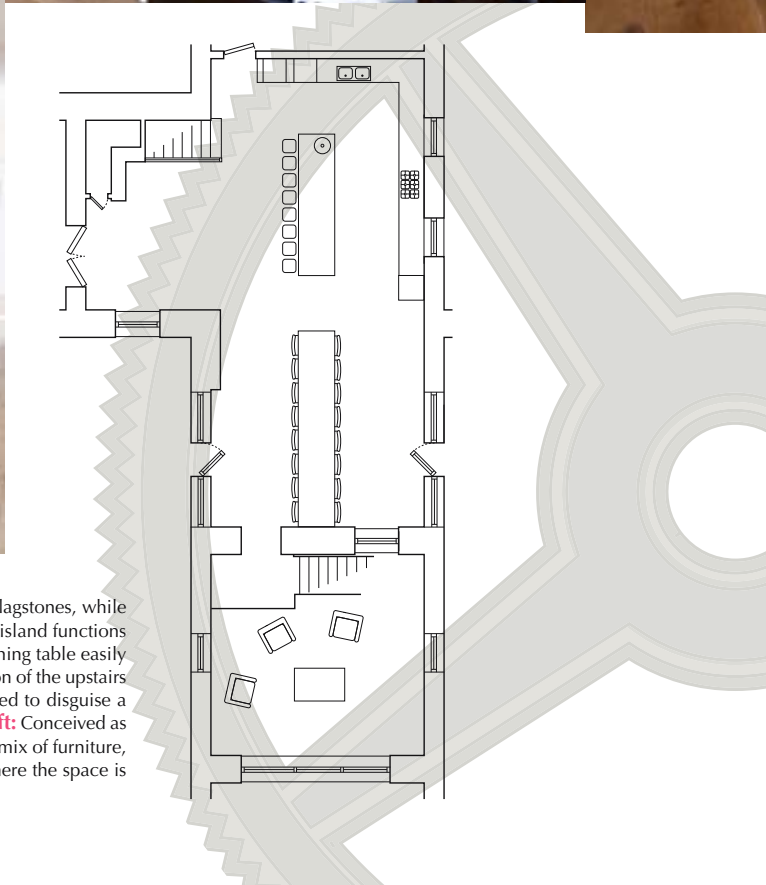 lagstones, while
island functions
ning table easily
n of the upstairs
ed to disguise a
ft: Conceived as
mix of furniture,
here the space is